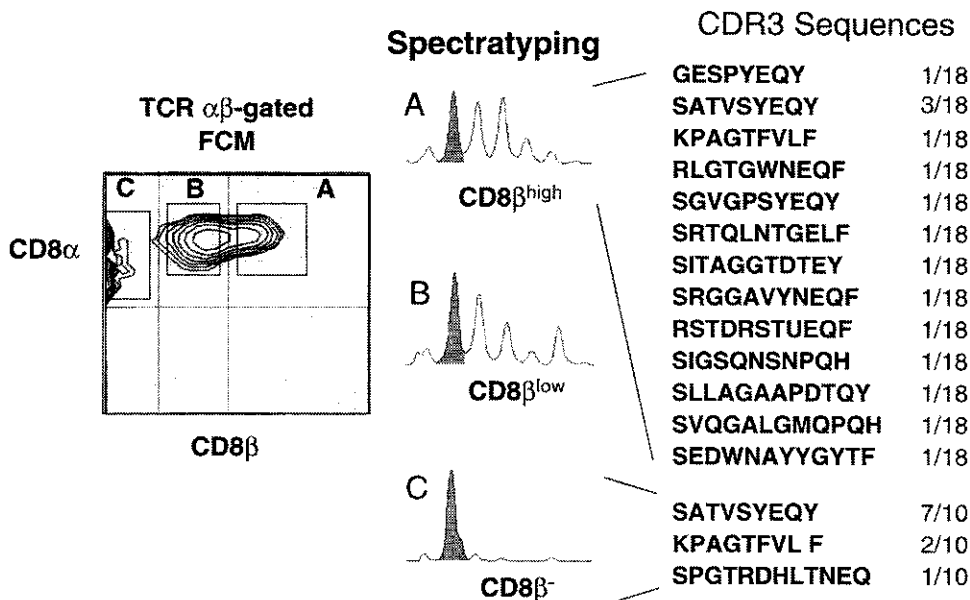 Spectratyping
CDR3 Sequences
TCR αβ-gated
FCM
C
B
A
CD8α
CD8β
A
CD8βhigh
B
CD8βlow
C
CD8β-
GESPYEQY 1/18
SATVSYEQY 3/18
KPAGTFVLF 1/18
RLGTGWNEQF 1/18
SGVGPSYEQY 1/18
SRTQLNTGELF 1/18
SITAGGTDTEY 1/18
SRGGAVYNEQF 1/18
RSTDRSTUEQF 1/18
SIGSQNSNPQH 1/18
SLLAGAAPDTQY 1/18
SVQGALGMQPQH 1/18
SEDWNAYYGYTF 1/18
SATVSYEQY 7/10
KPAGTFVL F 2/10
SPGTRDHLTNEQ 1/10